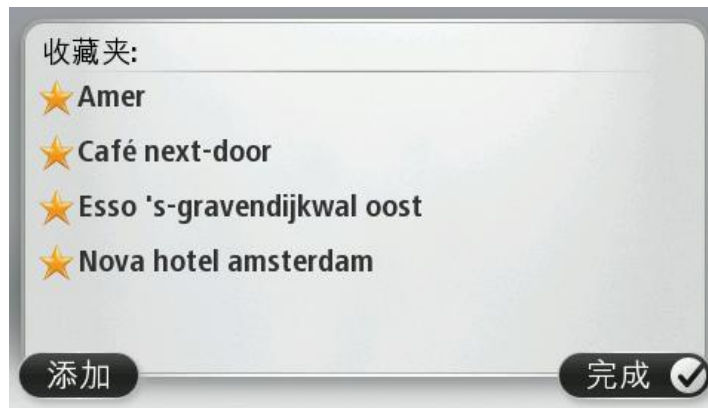 收藏夹:
Amer
Café next-door
Esso 's-gravendijkwal oost
Nova hotel amsterdam
添加
完成